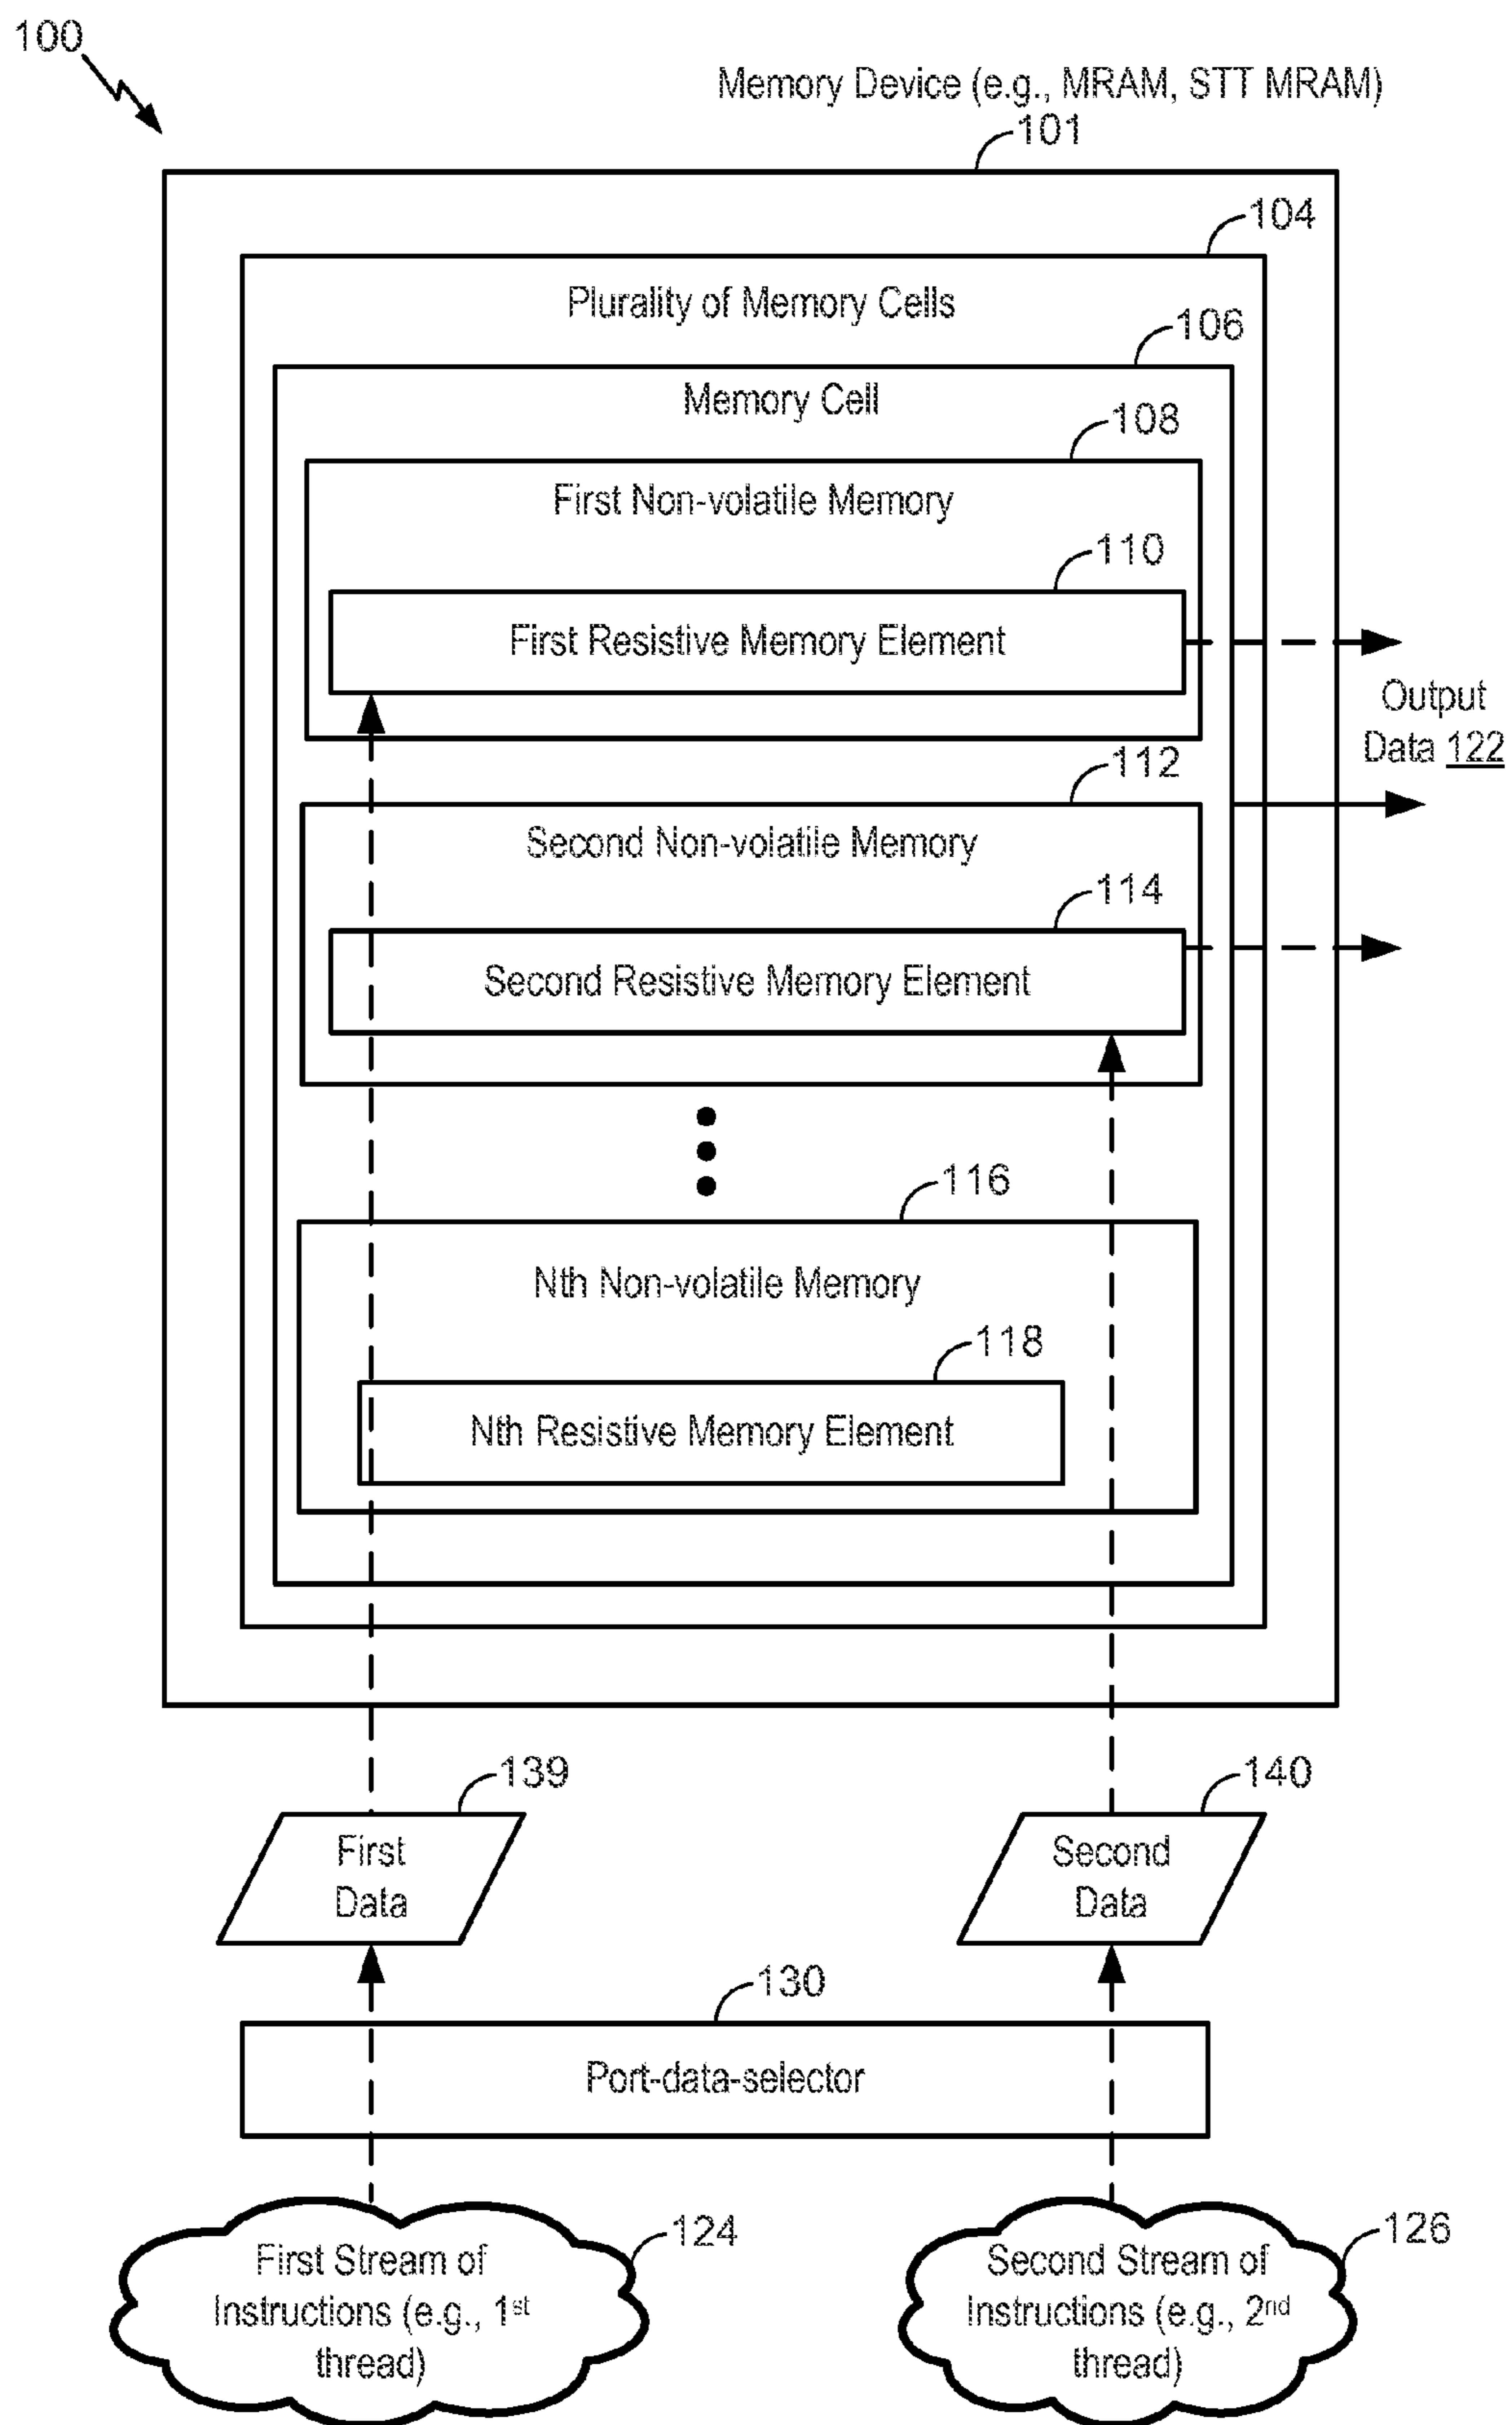 100
Memory Device (e.g., MRAM, STT MRAM)
101
104
Plurality of Memory Cells
106
Memory Cell
108
First Non-volatile Memory
110
First Resistive Memory Element
Output
Data 122
112
Second Non-volatile Memory
114
Second Resistive Memory Element
116
Nth Non-volatile Memory
118
Nth Resistive Memory Element
139
First
Data
140
Second
Data
130
Port-data-selector
124
First Stream of
Instructions (e.g., 1st
thread)
126
Second Stream of
Instructions (e.g., 2nd
thread)